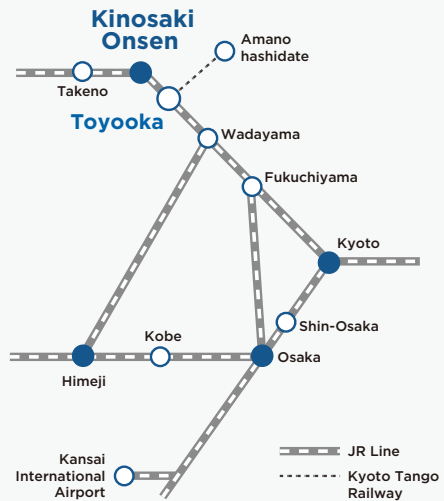 Kinosaki
Onsen
Amano
hashidate
Takeno
Toyooka
Wadayama
Fukuchiyama
Kyoto
Shin-Osaka
Kobe
Osaka
Himeji
JR Line
Kansai
International
Airport
Kyoto Tango
Railway